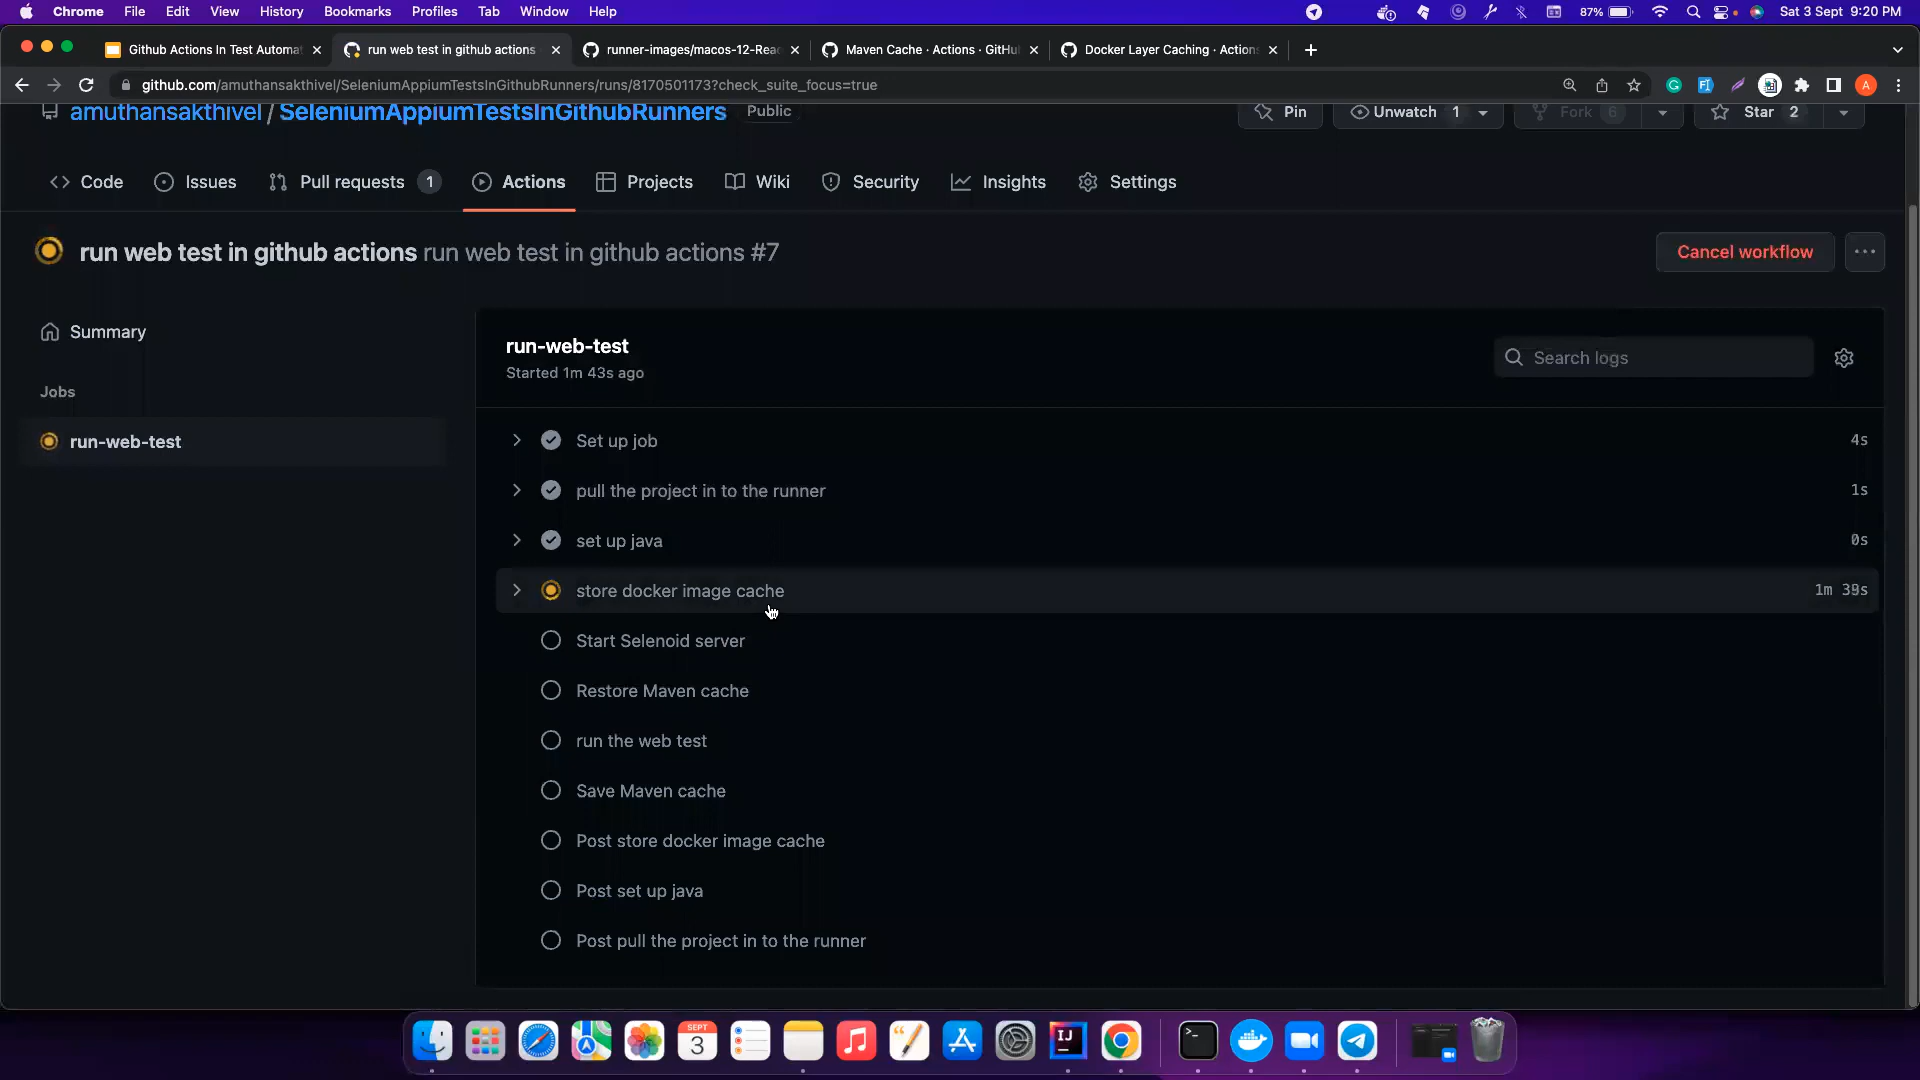 Chrome File Edit View History Bookmarks Profiles Tab Window Help 87% Sat 3 Sept 9:20 PM
Github Actions In Test Automat run web test in github actions runner-images/macos-12-Rea Maven Cache · Actions · GitHu Docker Layer Caching · Actions
github.com/amuthansakthivel/SeleniumAppiumTestsInGithubRunners/runs/8170501173?check_suite_focus=true A
amuthansakthivel / SeleniumAppiumTestsInGithubRunners Public Pin Unwatch 1 Fork 6 Star 2
Code Issues Pull requests 1 Actions Projects Wiki Security Insights Settings
run web test in github actions run web test in github actions #7 Cancel workflow
Summary
Jobs
run-web-test
run-web-test
Started 1m 43s ago
Search logs
Set up job 4s
pull the project in to the runner 1s
set up java 0s
store docker image cache 1m
Start Selenoid server
Restore Maven cache
run the web test
Save Maven cache
Post store docker image cache
Post set up java
Post pull the project in to the runner
SEPT
3
IJ